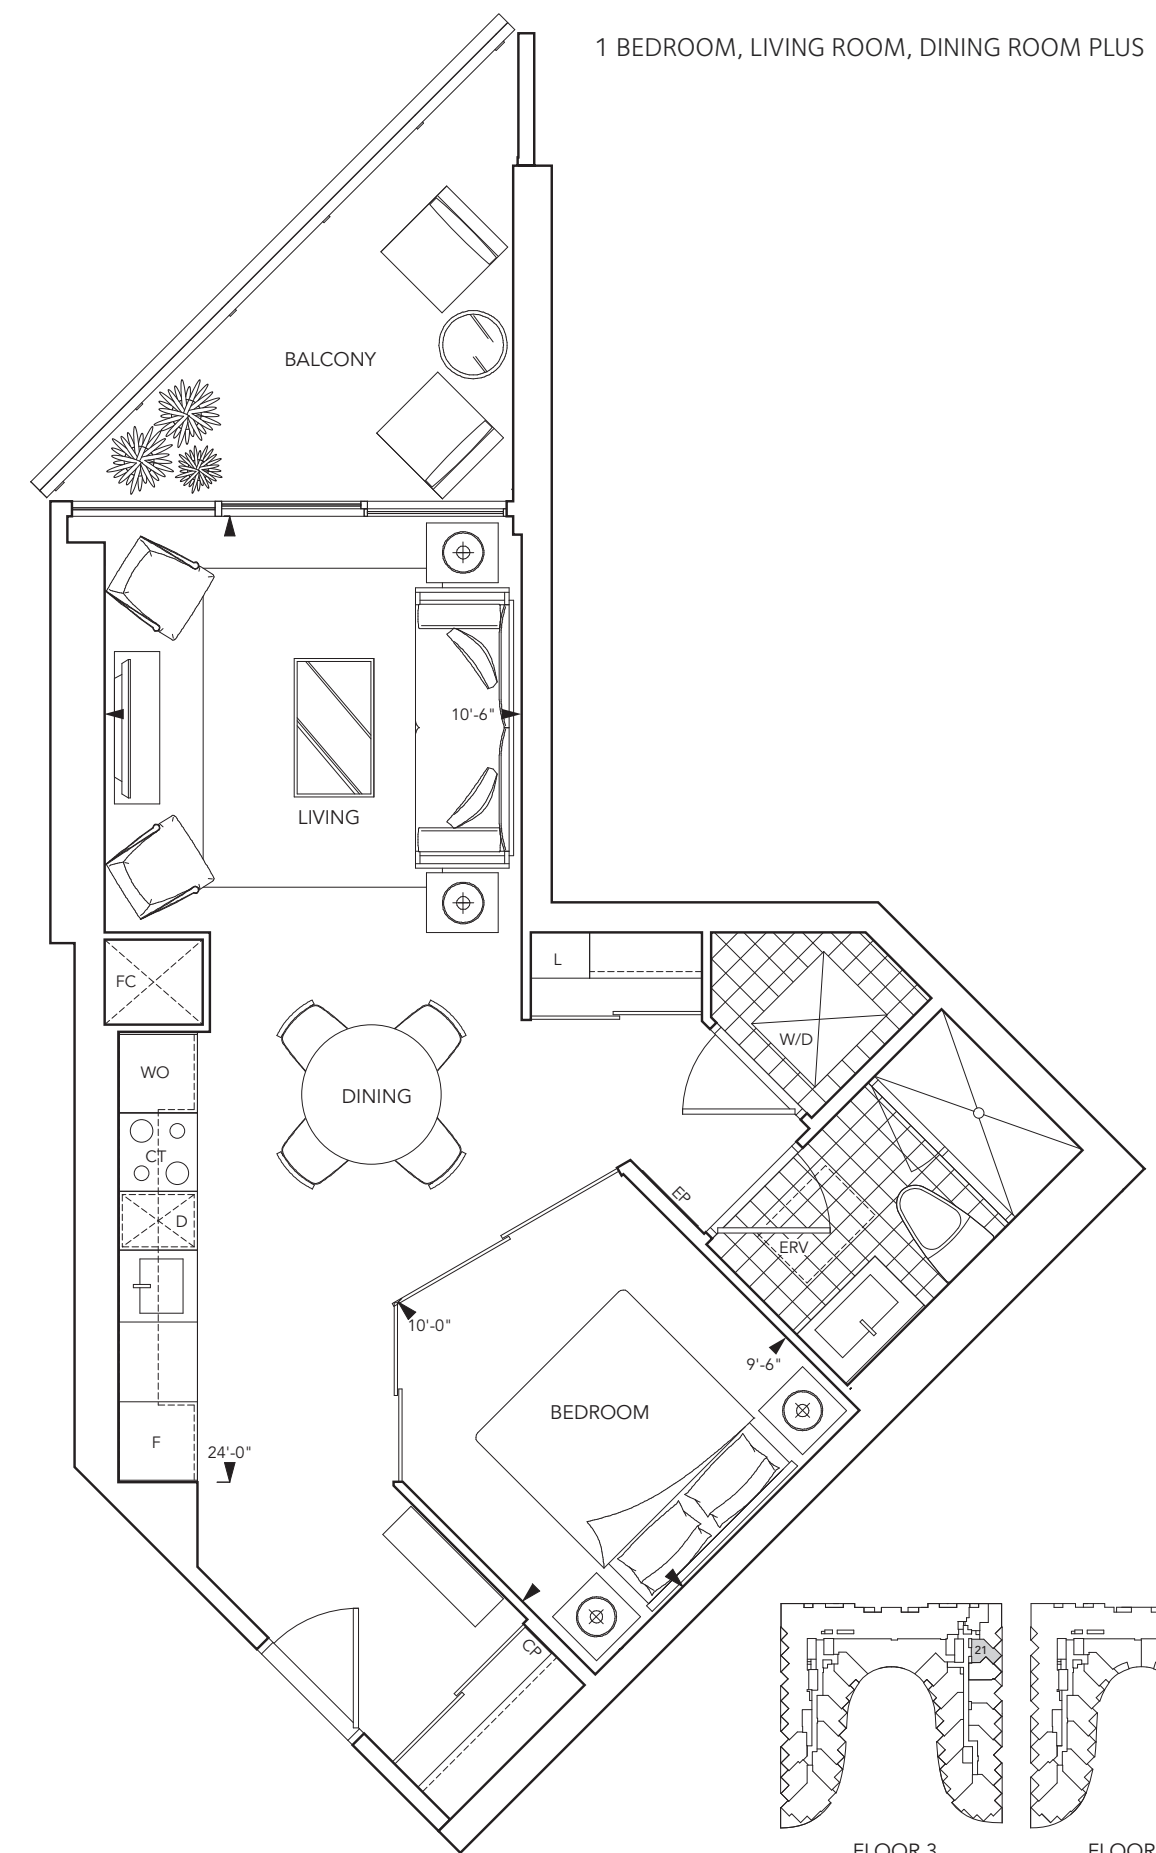 1 BEDROOM, LIVING ROOM, DINING ROOM PLUS
BALCONY
10'-6"
LIVING
L
FC
W/D
WO
DINING
CT
EP
D
ERV
10'-0"
9'-6"
BEDROOM
F
24'-0"
CP
21
FLOOR 3
FLOOR